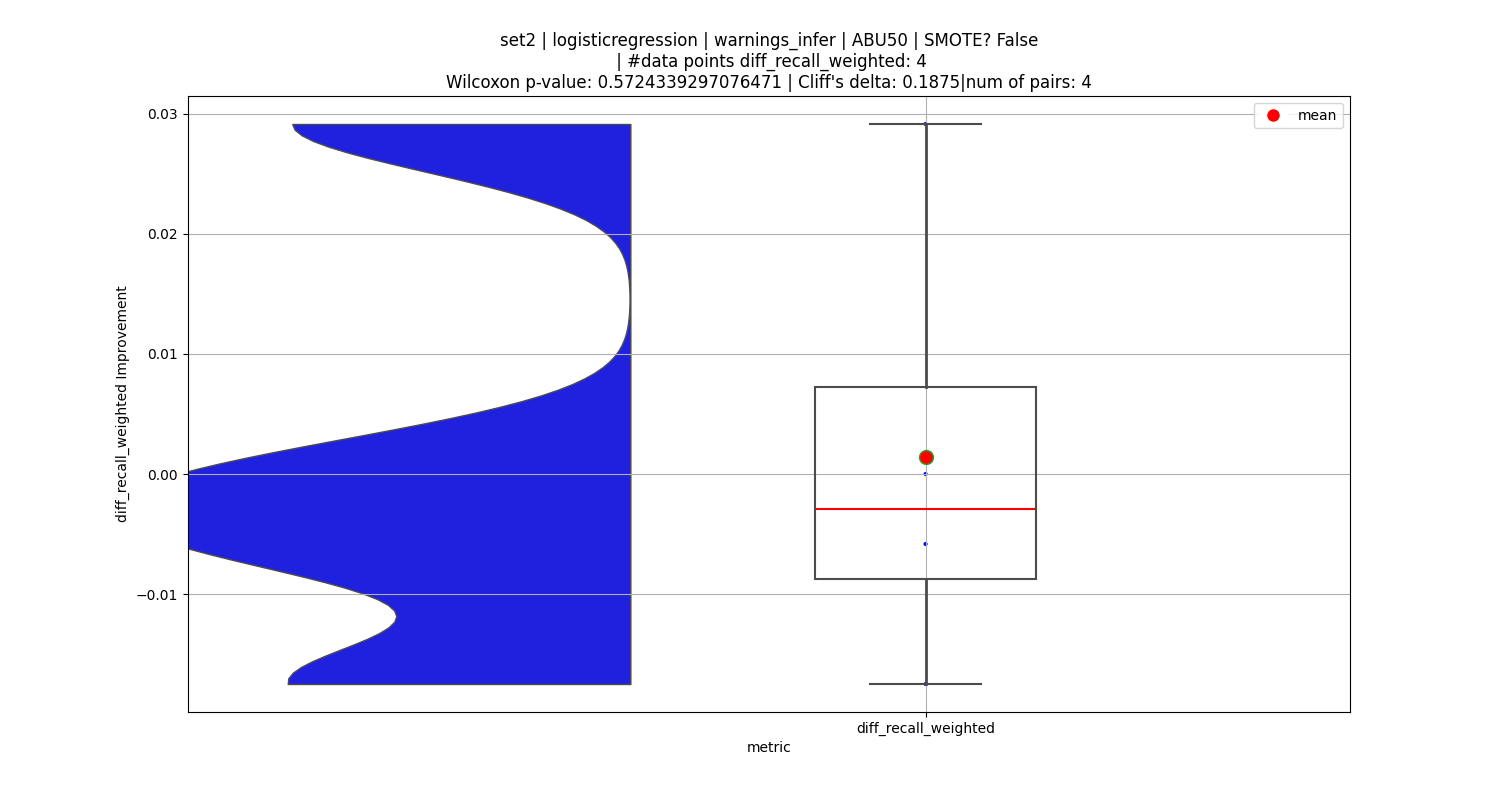 set2 | logisticregression | warnings_infer | ABU50 | SMOTE? False
| #data points diff_recall_weighted: 4
Wilcoxon p-value: 0.5724339297076471 | Cliff's delta: 0.1875|num of pairs: 4
mean
0.03
0.02
0.01
0.00
−0.01
diff_recall_weighted Improvement
diff_recall_weighted
metric